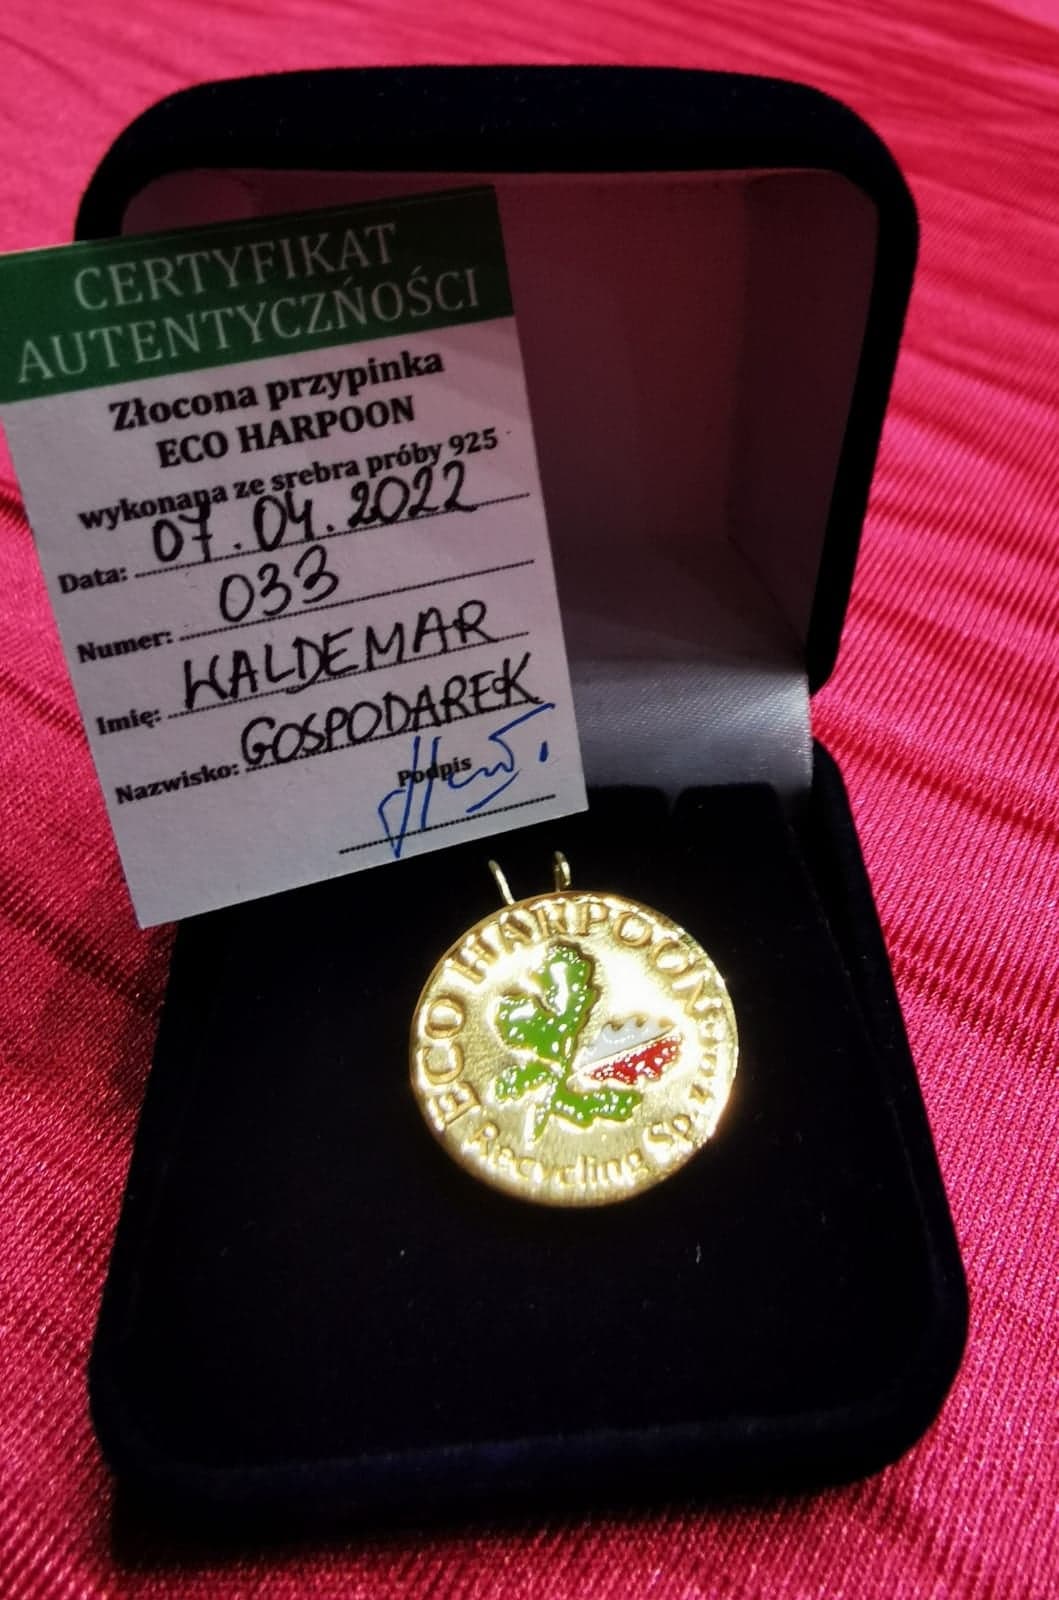 CERTYFIKAT
AUTENTYCZŃOŚCI
Złocona przypinka
ECO HARPOON
wykonana ze srebra próby 925
Data: 07.04.2022
Numer: 033
Imię: WALDEMAR
Nazwisko: GOSPODAREK
Podpis
ECO HARPOON
Recycling Sp. z o.o.